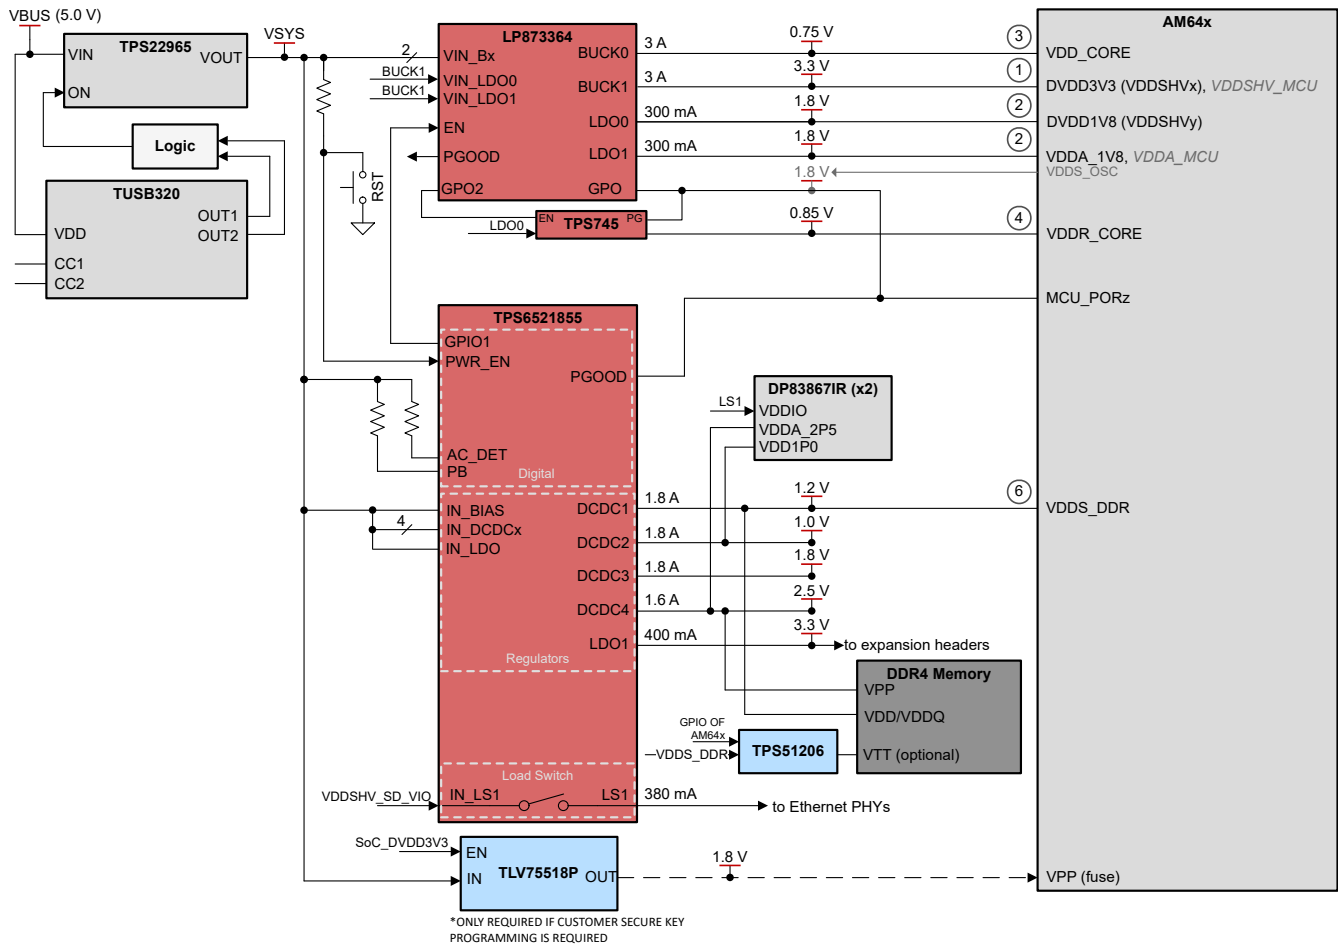 VBUS (5.0 V)
TPS22965
VIN
VOUT
ON
VSYS
Logic
TUSB320
OUT1
OUT2
VDD
CC1
CC2
RST
LP873364
2
VIN_Bx
BUCK1
VIN_LDO0
BUCK1
VIN_LDO1
EN
PGOOD
GPO2
BUCK0
BUCK1
LDO0
LDO1
GPO
3 A
3 A
300 mA
300 mA
0.75 V
3.3 V
1.8 V
1.8 V
1.8 V
LDO0
EN
TPS745
PG
0.85 V
AM64x
3
VDD_CORE
1
DVDD3V3 (VDDSHVx), VDDSHV_MCU
2
DVDD1V8 (VDDSHVy)
2
VDDA_1V8, VDDA_MCU
VDDS_OSC
4
VDDR_CORE
MCU_PORz
6
VDDS_DDR
VPP (fuse)
TPS6521855
GPIO1
PWR_EN
PGOOD
AC_DET
PB
Digital
IN_BIAS
4
IN_DCDCx
IN_LDO
DCDC1
DCDC2
DCDC3
DCDC4
LDO1
Regulators
1.8 A
1.8 A
1.8 A
1.6 A
400 mA
1.2 V
1.0 V
1.8 V
2.5 V
3.3 V
to expansion headers
DP83867IR (x2)
LS1
VDDIO
VDDA_2P5
VDD1P0
DDR4 Memory
VPP
VDD/VDDQ
VTT (optional)
GPIO OF
AM64x
VDDS_DDR
TPS51206
Load Switch
VDDSHV_SD_VIO
IN_LS1
LS1
380 mA
to Ethernet PHYs
SoC_DVDD3V3
EN
IN
TLV75518P
OUT
1.8 V
*ONLY REQUIRED IF CUSTOMER SECURE KEY
PROGRAMMING IS REQUIRED